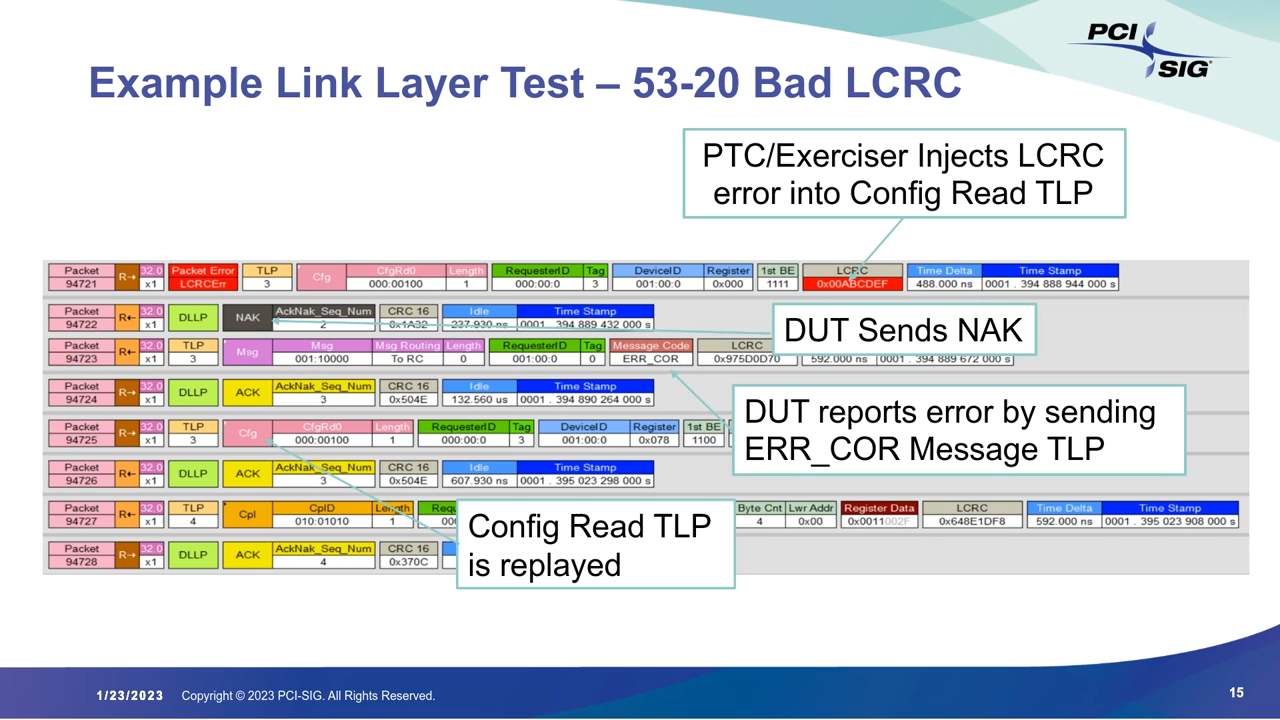 PCI
SIG
Example Link Layer Test – 53-20 Bad LCRC
PTC/Exerciser Injects LCRC
error into Config Read TLP
Packet R→ 32.0 Packet Error TLP Cfg CfgRd0 Length RequesterID Tag DeviceID Register 1st BE LCRC Time Delta Time Stamp
94721 x1 LCRCErr 3 000:00100 1 000:00:0 3 001:00:0 0x000 1111 0x00ABCDEF 488.000 ns 0001 . 394 888 944 000 s
Packet R← 32.0 DLLP NAK AckNak_Seq_Num CRC 16 Idle Time Stamp
94722 x1 2 0x1A32 237.930 ns 0001 . 394 889 432 000 s
DUT Sends NAK
Packet R← 32.0 TLP Msg Msg Msg Routing Length RequesterID Tag Message Code LCRC
94723 x1 3 001:10000 To RC 0 001:00:0 0 ERR_COR 0x975D0D70 592.000 ns 0001 . 394 889 672 000 s
Packet R→ 32.0 DLLP ACK AckNak_Seq_Num CRC 16 Idle Time Stamp
94724 x1 3 0x504E 132.560 us 0001 . 394 890 264 000 s
DUT reports error by sending
ERR_COR Message TLP
Packet R→ 32.0 TLP Cfg CfgRd0 Length RequesterID Tag DeviceID Register 1st BE
94725 x1 3 000:00100 1 000:00:0 3 001:00:0 0x078 1100
Packet R← 32.0 DLLP ACK AckNak_Seq_Num CRC 16 Idle Time Stamp
94726 x1 3 0x504E 607.930 ns 0001 . 395 023 298 000 s
Packet R← 32.0 TLP Cpl CplD Length Byte Cnt Lwr Addr Register Data LCRC Time Delta Time Stamp
94727 x1 4 010:01010 1 4 0x00 0x0011002F 0x648E1DF8 592.000 ns 0001 . 395 023 908 000 s
Config Read TLP
is replayed
Packet R→ 32.0 DLLP ACK AckNak_Seq_Num CRC 16
94728 x1 4 0x370C
1/23/2023 Copyright © 2023 PCI-SIG. All Rights Reserved. 15